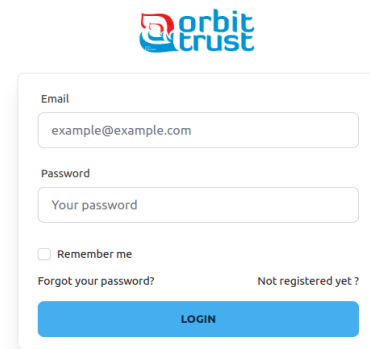 orbit
trust
Email
example@example.com
Password
Your password
Remember me
Forgot your password? Not registered yet ?
LOGIN